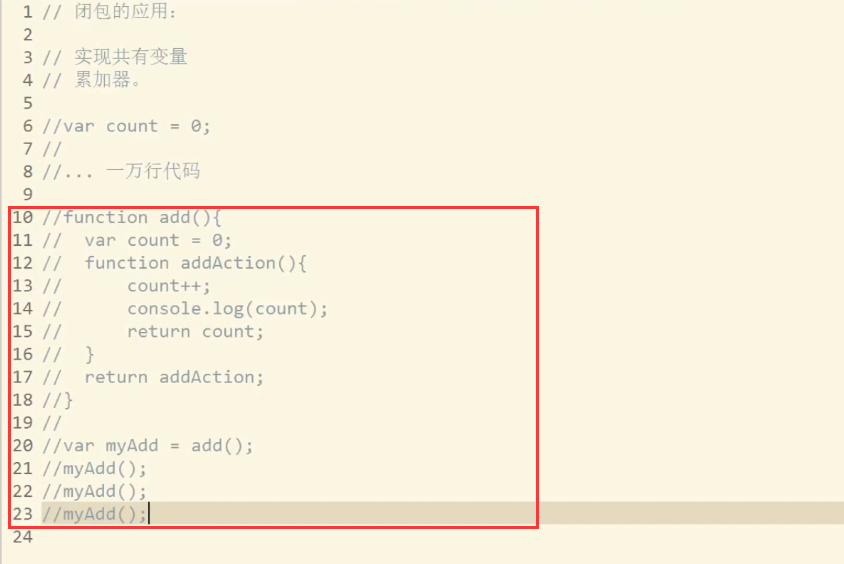 1 // 闭包的应用:
2
3 // 实现共有变量
4 // 累加器。
5
6 //var count = 0;
7 //
8 //... 一万行代码
9
10 //function add(){
11 //  var count = 0;
12 //  function addAction(){
13 //      count++;
14 //      console.log(count);
15 //      return count;
16 //  }
17 //  return addAction;
18 //}
19 //
20 //var myAdd = add();
21 //myAdd();
22 //myAdd();
23 //myAdd();
24